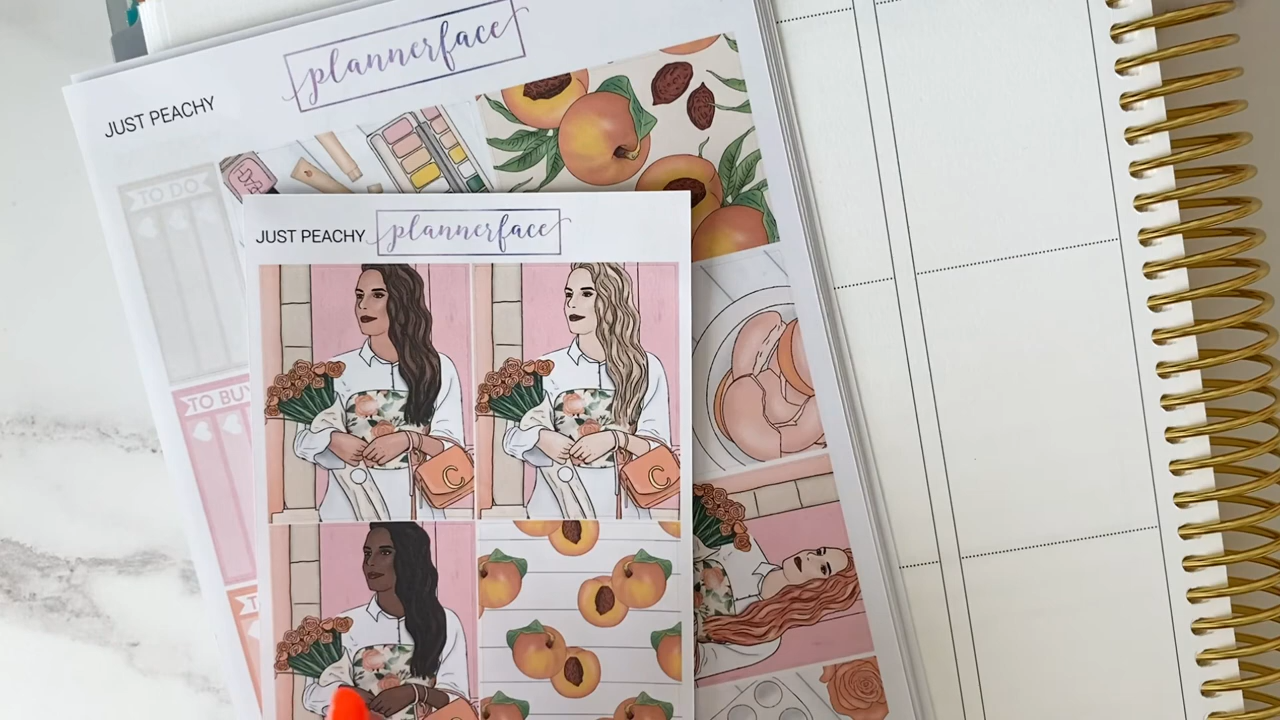 plannerface
JUST PEACHY
TO DO
JUST PEACHY
plannerface
TO BUY
C
C